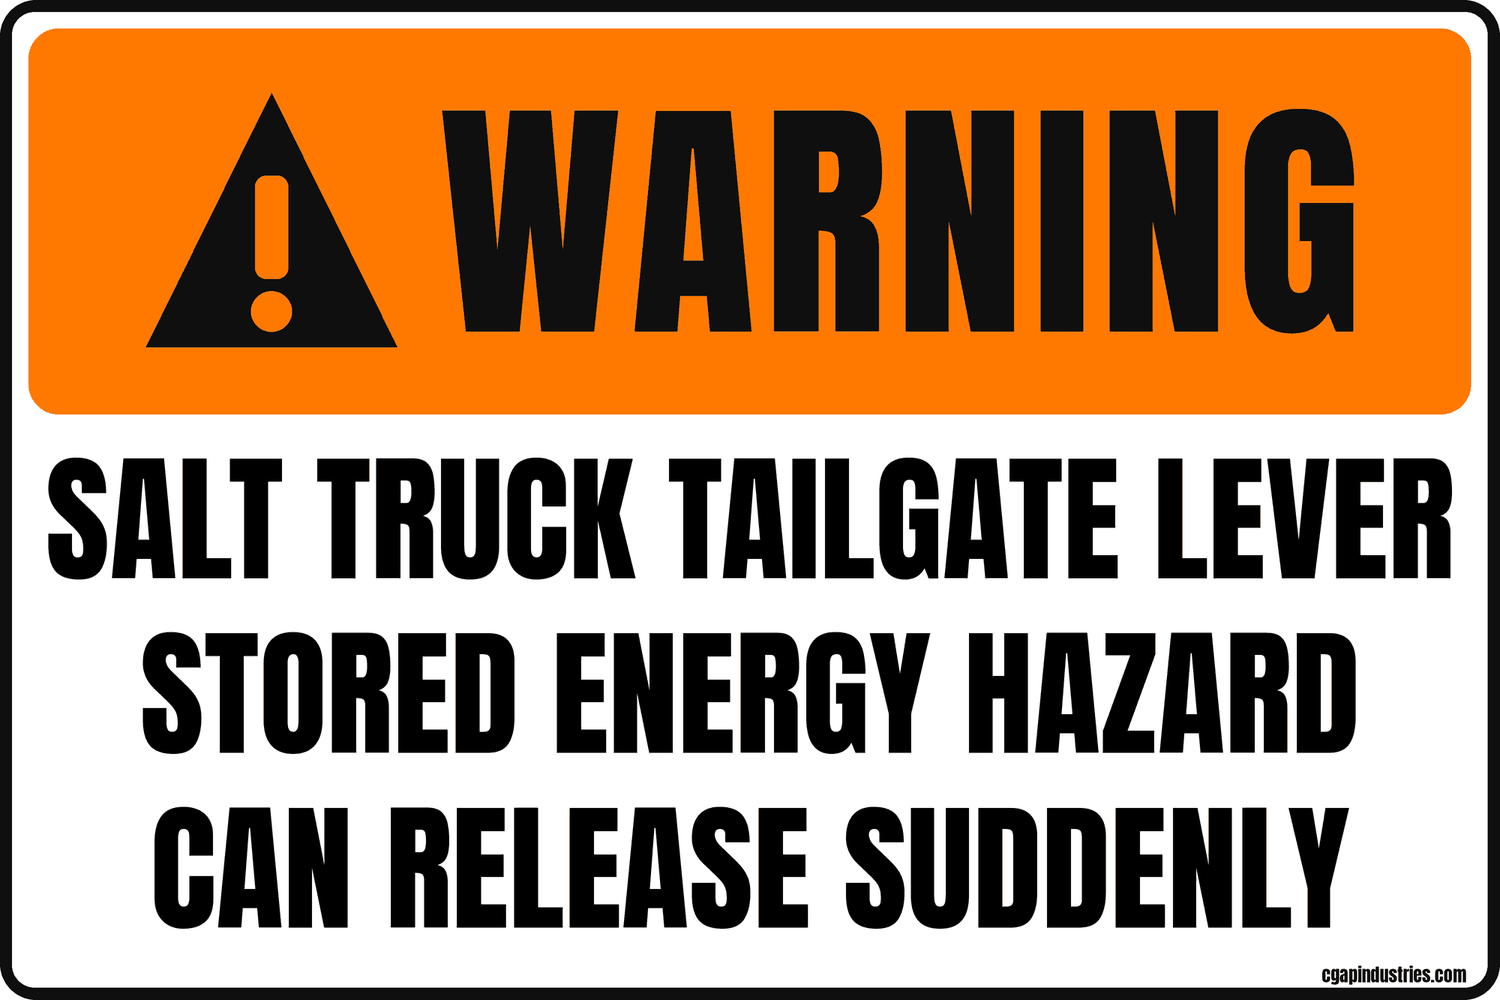 WARNING
SALT TRUCK TAILGATE LEVER
STORED ENERGY HAZARD
CAN RELEASE SUDDENLY
cgapindustries.com